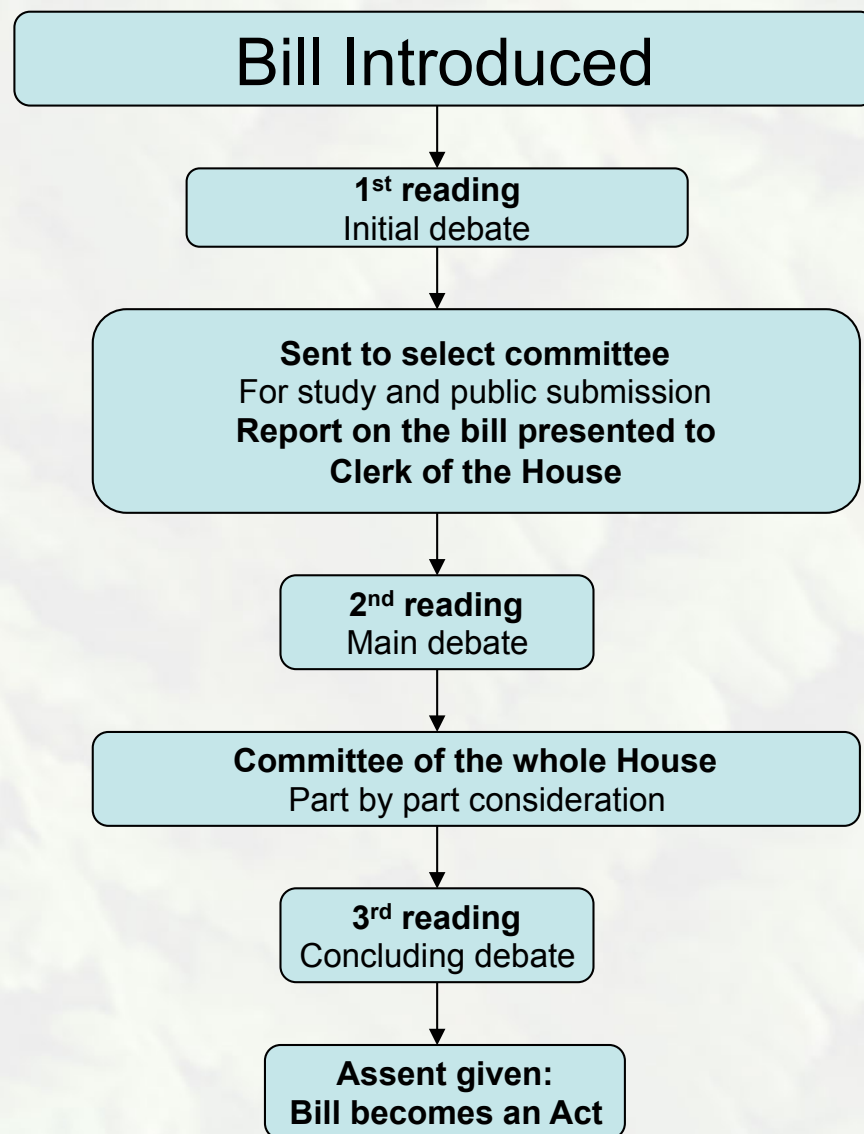 Bill Introduced
1st reading
Initial debate
Sent to select committee
For study and public submission
Report on the bill presented to
Clerk of the House
2nd reading
Main debate
Committee of the whole House
Part by part consideration
3rd reading
Concluding debate
Assent given:
Bill becomes an Act